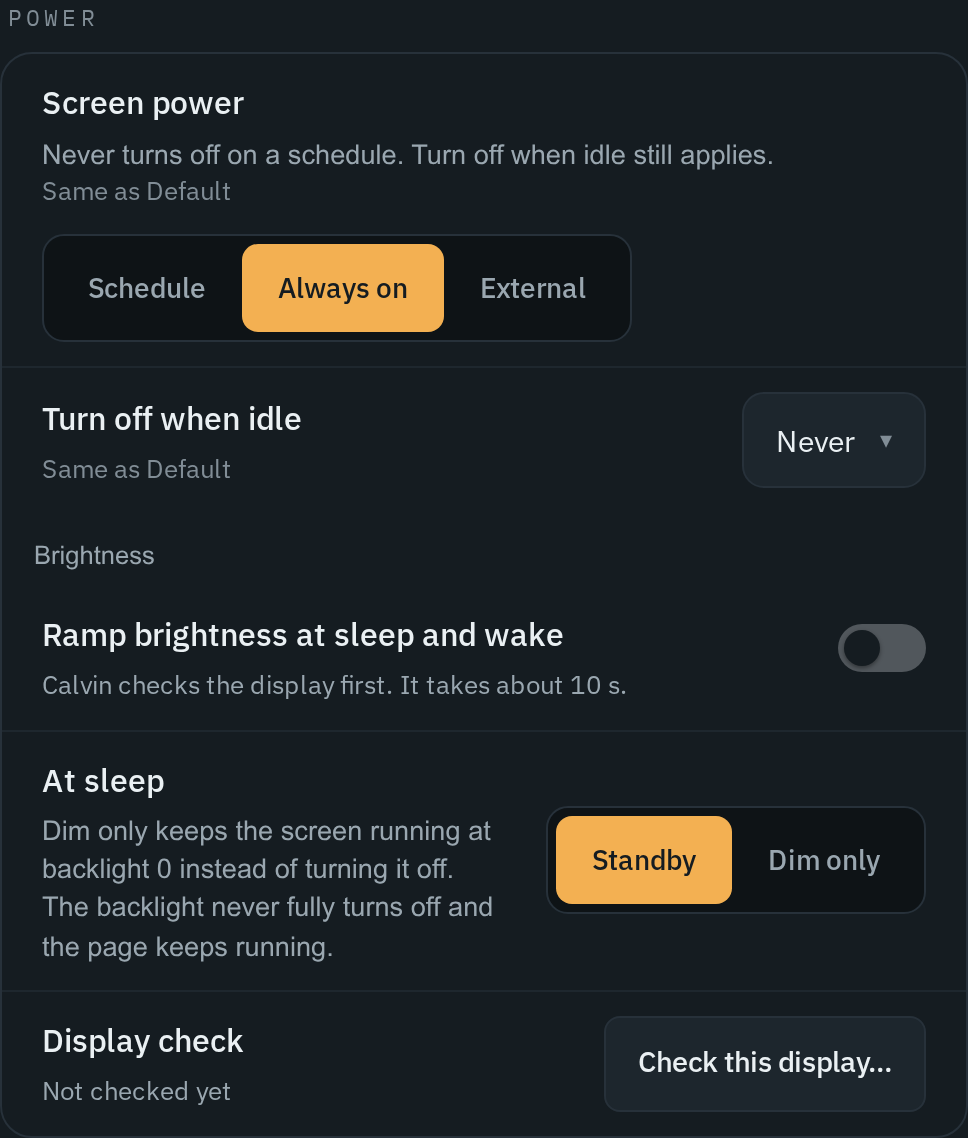 POWER
Screen power
Never turns off on a schedule. Turn off when idle still applies.
Same as Default
Schedule
Always on
External
Turn off when idle
Same as Default
Never
Brightness
Ramp brightness at sleep and wake
Calvin checks the display first. It takes about 10 s.
At sleep
Dim only keeps the screen running at
backlight 0 instead of turning it off.
The backlight never fully turns off and
the page keeps running.
Standby
Dim only
Display check
Not checked yet
Check this display...